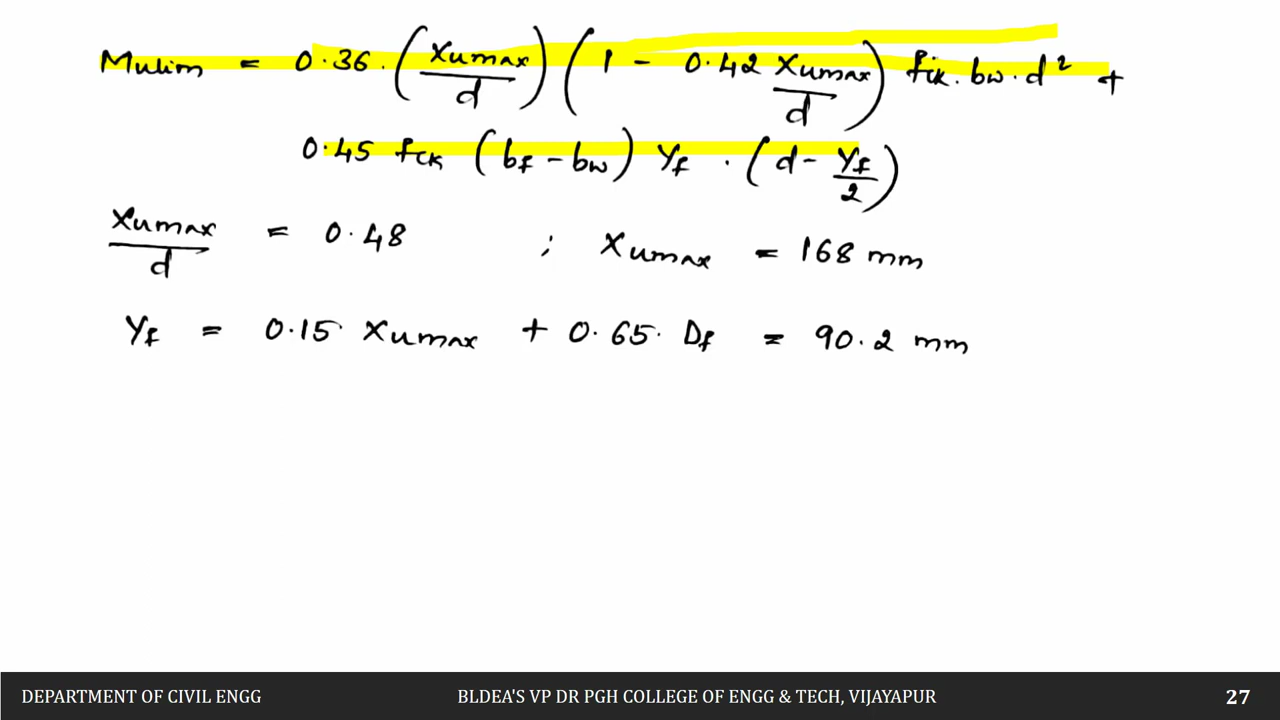 Mulim = 0.36 . (xumax/d) (1 - 0.42 xumax/d) fck . bw . d² +
0.45 fck (bf - bw) yf . (d - yf/2)
xumax/d = 0.48 ; xumax = 168 mm
yf = 0.15 xumax + 0.65 . Df = 90.2 mm
DEPARTMENT OF CIVIL ENGG BLDEA'S VP DR PGH COLLEGE OF ENGG & TECH, VIJAYAPUR 27